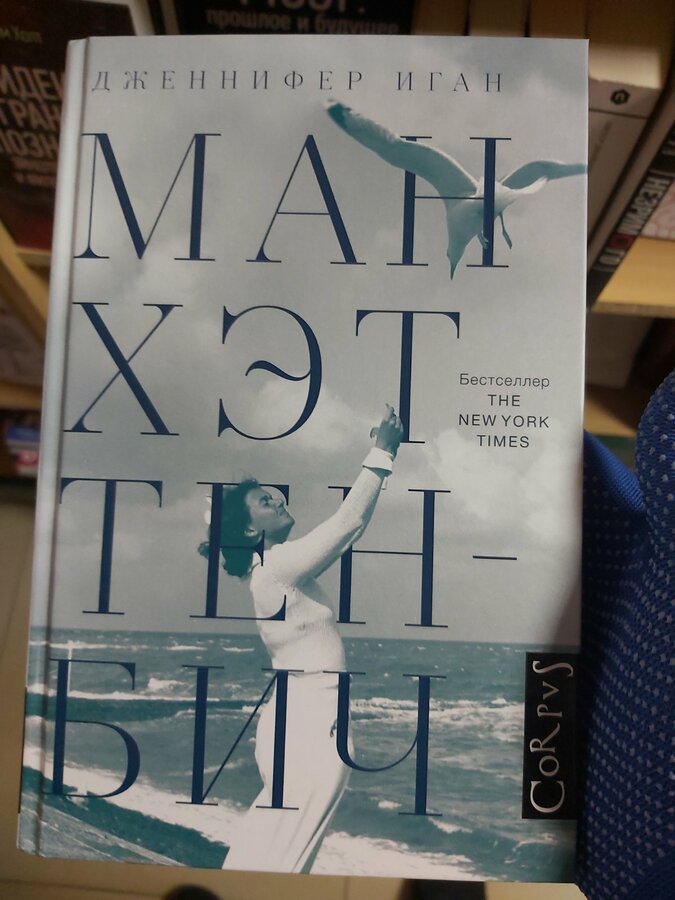 прошлое и будущее
ДЖЕННИФЕР ИГАН
МАН
ХЭТ
Бестселлер
THE
NEW YORK
TIMES
ТЕН-
БИЧ
CORPVS